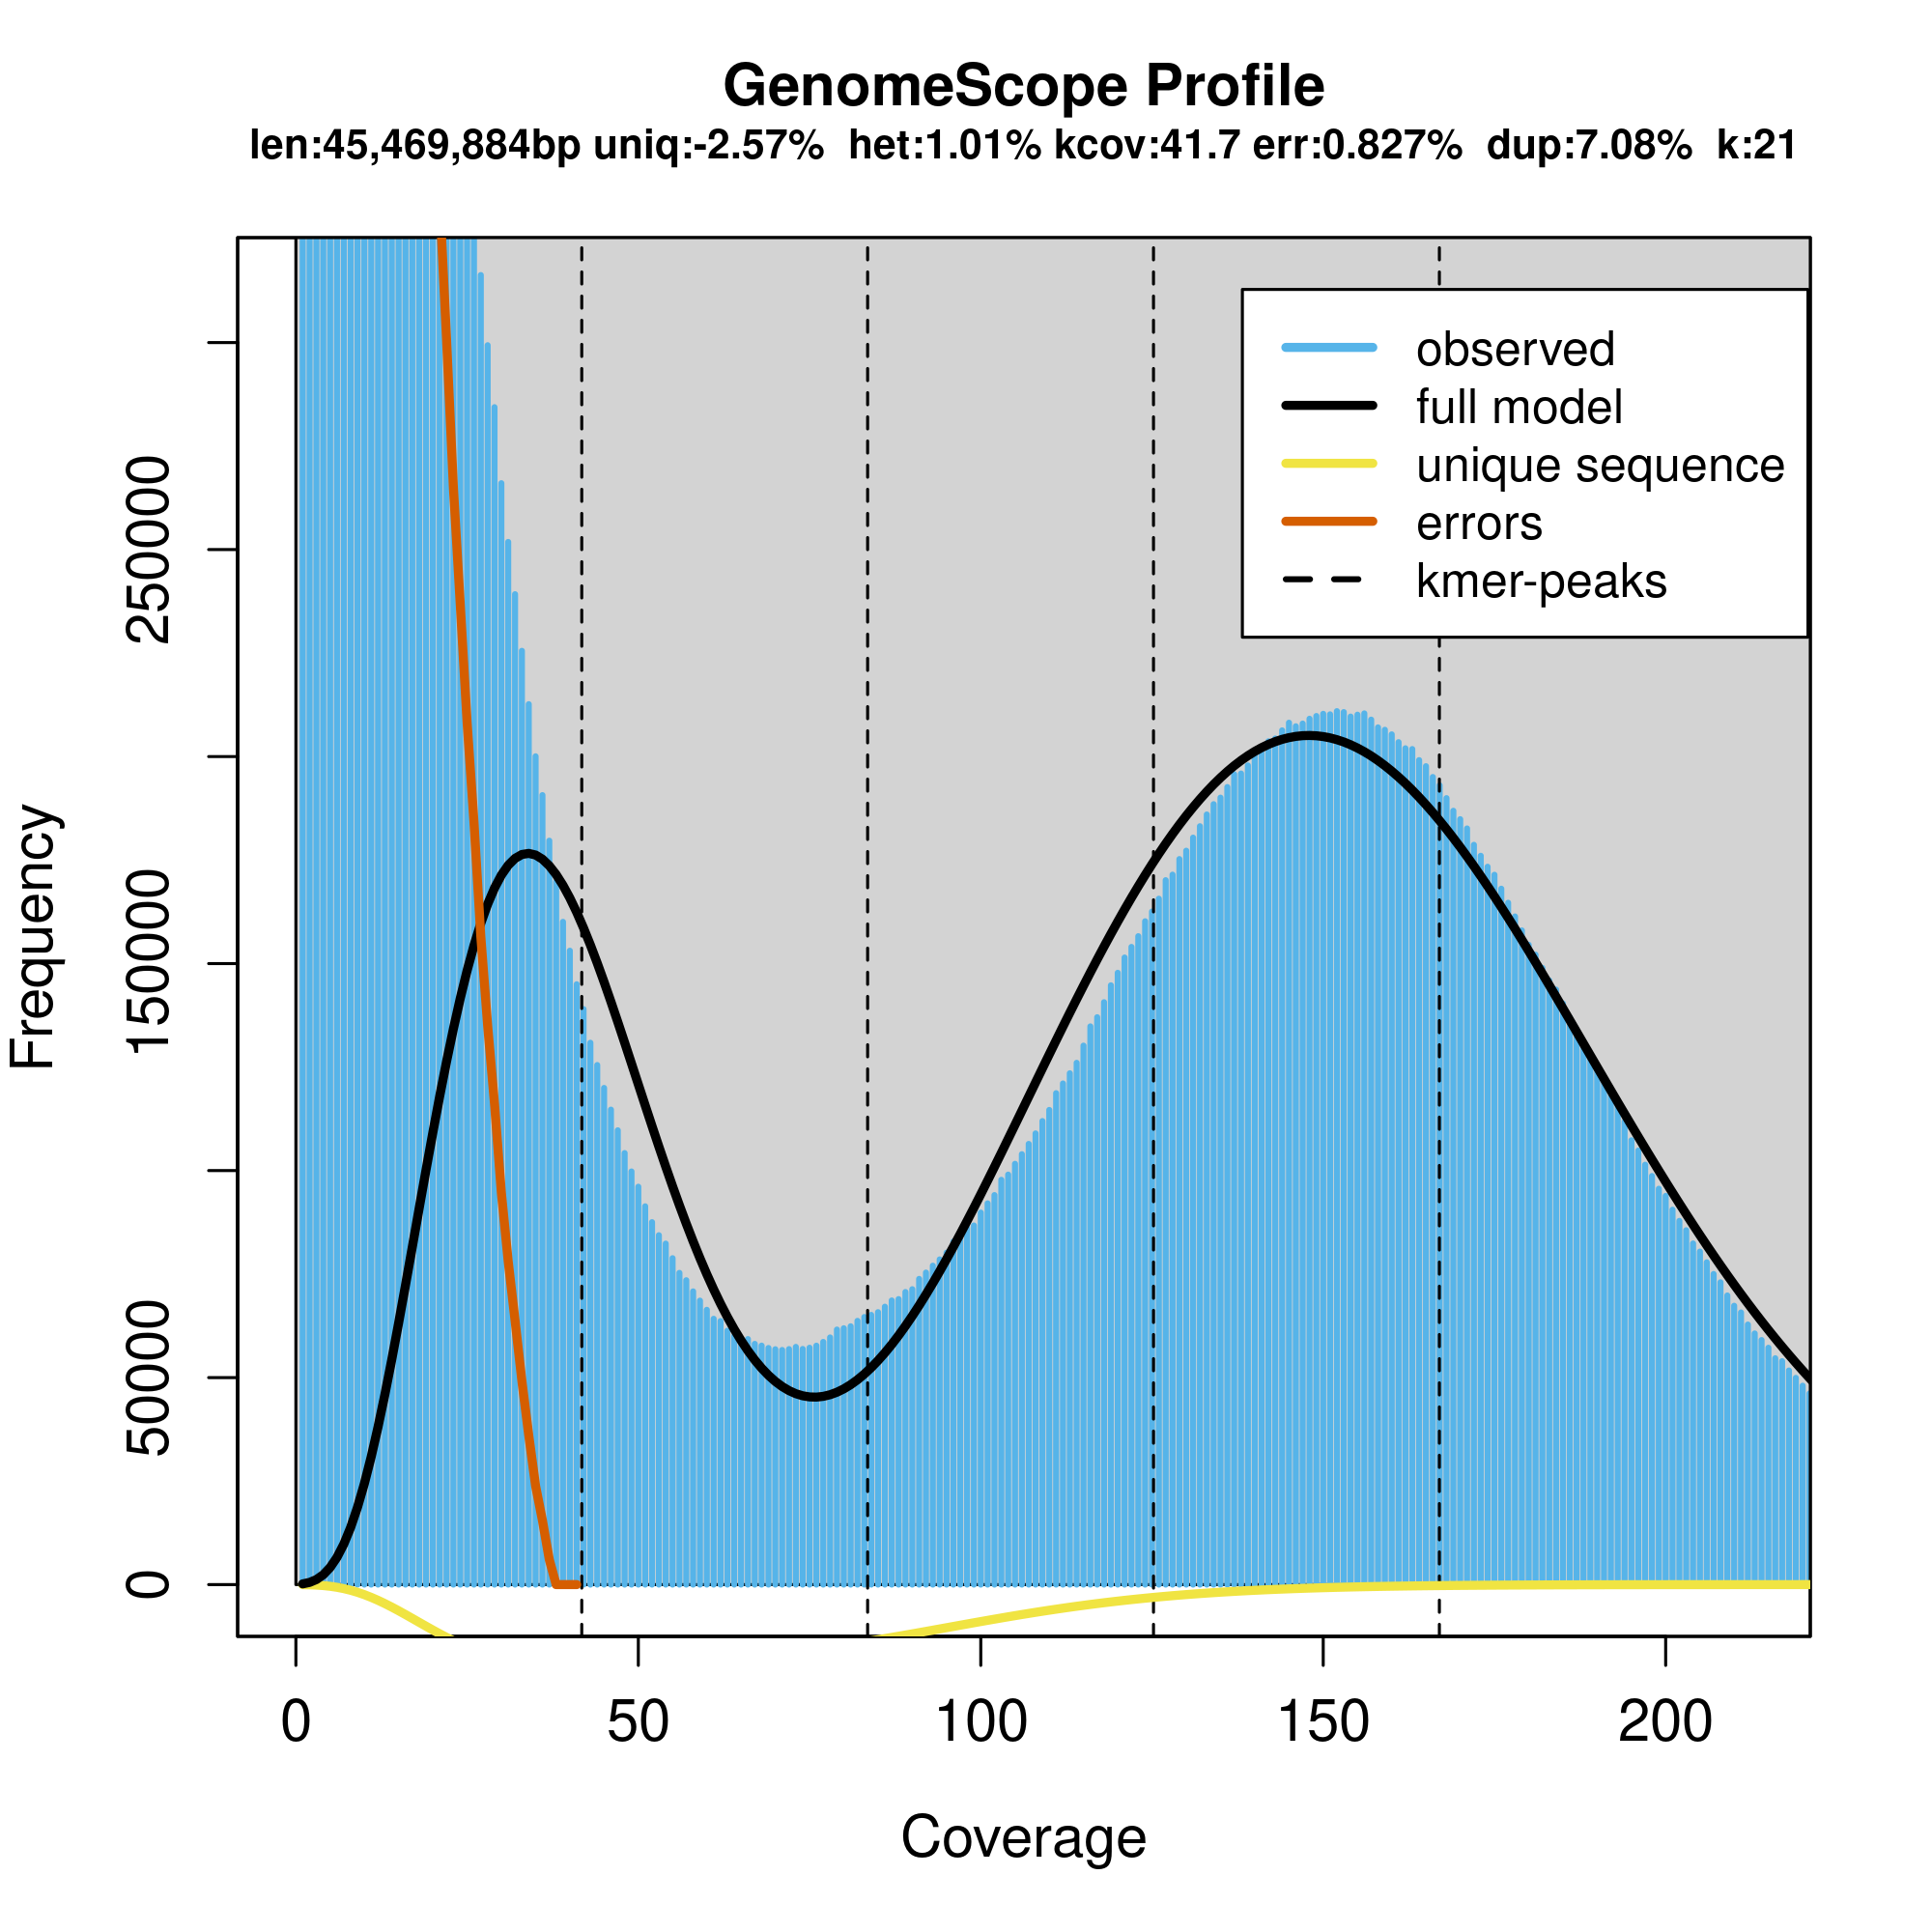 GenomeScope Profile
len:45,469,884bp uniq:-2.57% het:1.01% kcov:41.7 err:0.827% dup:7.08% k:21
observed
full model
unique sequence
errors
kmer-peaks
Frequency
250000
150000
50000
0
0 50 100 150 200
Coverage